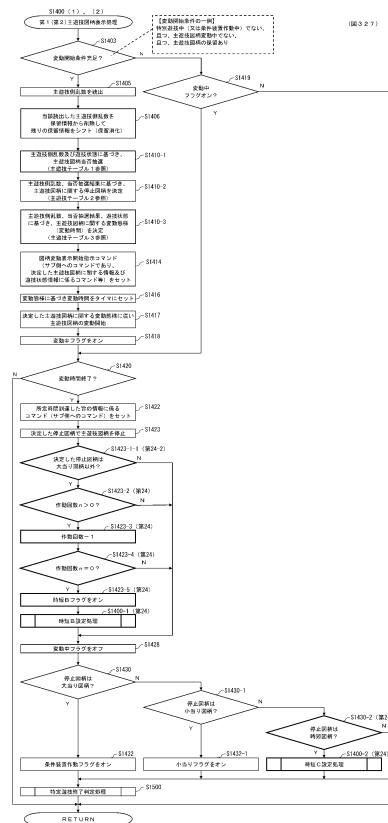 S1400（１）、（２）
（図３２７）
第１（第２）主遊技図柄表示処理
【変動開始条件の一例】
特別遊技中（又は条件装置作動中）でない、
且つ、主遊技図柄変動中でない、
且つ、主遊技図柄の保留あり
S1403
変動開始条件充足？
N
Y
S1419
変動中
フラグオン？
N
Y
S1405
主遊技側乱数を読出
S1406
当該読出した主遊技側乱数を
保留情報から削除して
残りの保留情報をシフト（保留消化）
S1410-1
主遊技側乱数及び遊技状態に基づき、
主遊技図柄当否抽選
（主遊技テーブル１参照）
S1410-2
主遊技側乱数、当否抽選結果に基づき、
主遊技図柄に関する停止図柄を決定
（主遊技テーブル２参照）
S1410-3
主遊技側乱数、当否抽選結果、遊技状態
に基づき、主遊技図柄に関する変動態様
（変動時間）を決定
（主遊技テーブル３参照）
S1414
図柄変動表示開始指示コマンド
（サブ側へのコマンドであり、
決定した主遊技図柄に関する情報及び
遊技状態情報に係るコマンド等）をセット
S1416
変動態様に基づき変動時間をタイマにセット
S1417
決定した主遊技図柄に関する変動態様に従い
主遊技図柄の変動開始
S1418
変動中フラグをオン
S1420
変動時間終了？
N
Y
S1422
所定時間到達した旨の情報に係る
コマンド（サブ側へのコマンド）をセット
S1423
決定した停止図柄で主遊技図柄を停止
S1423-1-1（第24-2）
決定した停止図柄は
大当り図柄以外？
N
Y
S1423-2（第24）
作動回数ｎ＞０？
N
Y
S1423-3（第24）
作動回数－１
S1423-4（第24）
作動回数ｎ＝０？
N
Y
S1423-5（第24）
時短Ｂフラグをオン
S1400-1（第24）
時短Ｂ設定処理
S1428
変動中フラグをオフ
S1430
停止図柄は
大当り図柄？
N
Y
S1430-1
停止図柄は
小当り図柄？
N
Y
S1430-2（第24）
停止図柄は
時短図柄？
N
Y
S1432
条件装置作動フラグをオン
S1432-1
小当りフラグをオン
S1400-2（第24）
時短Ｃ設定処理
S1500
特定遊技終了判定処理
ＲＥＴＵＲＮ